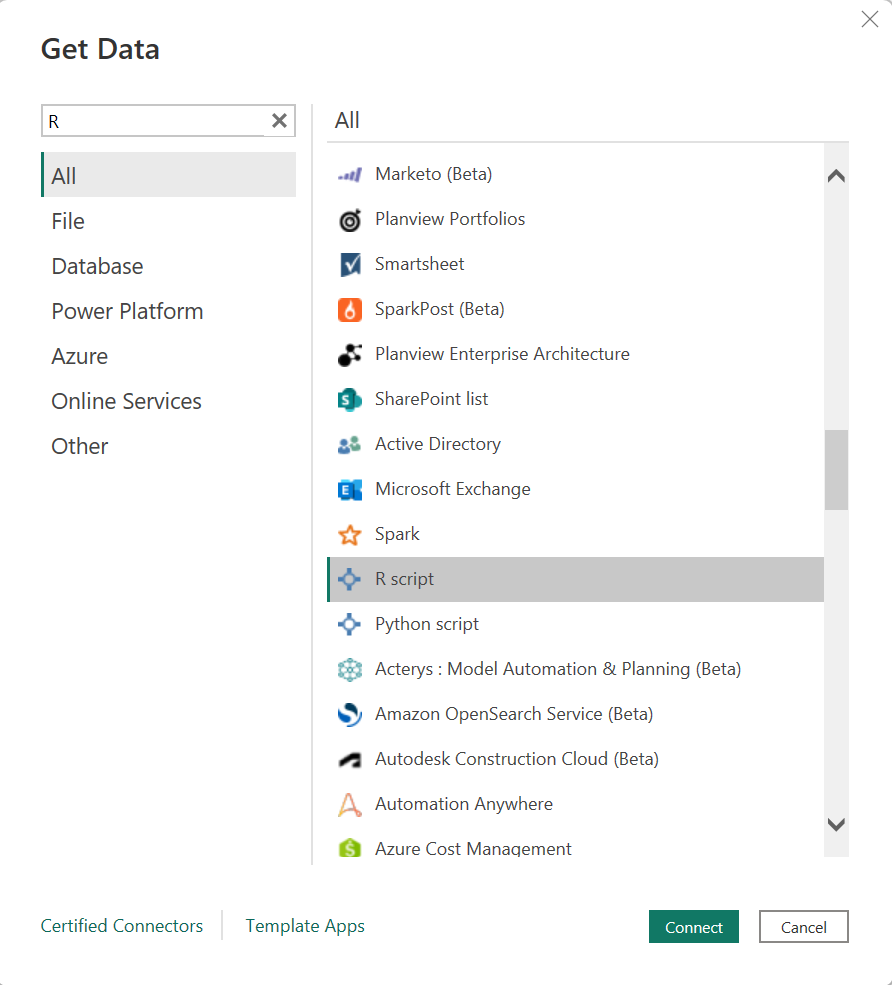 Get Data
R
All
File
Database
Power Platform
Azure
Online Services
Other
All
Marketo (Beta)
Planview Portfolios
Smartsheet
SparkPost (Beta)
Planview Enterprise Architecture
SharePoint list
Active Directory
Microsoft Exchange
Spark
R script
Python script
Acterys : Model Automation & Planning (Beta)
Amazon OpenSearch Service (Beta)
Autodesk Construction Cloud (Beta)
Automation Anywhere
Azure Cost Management
Certified Connectors
Template Apps
Connect
Cancel